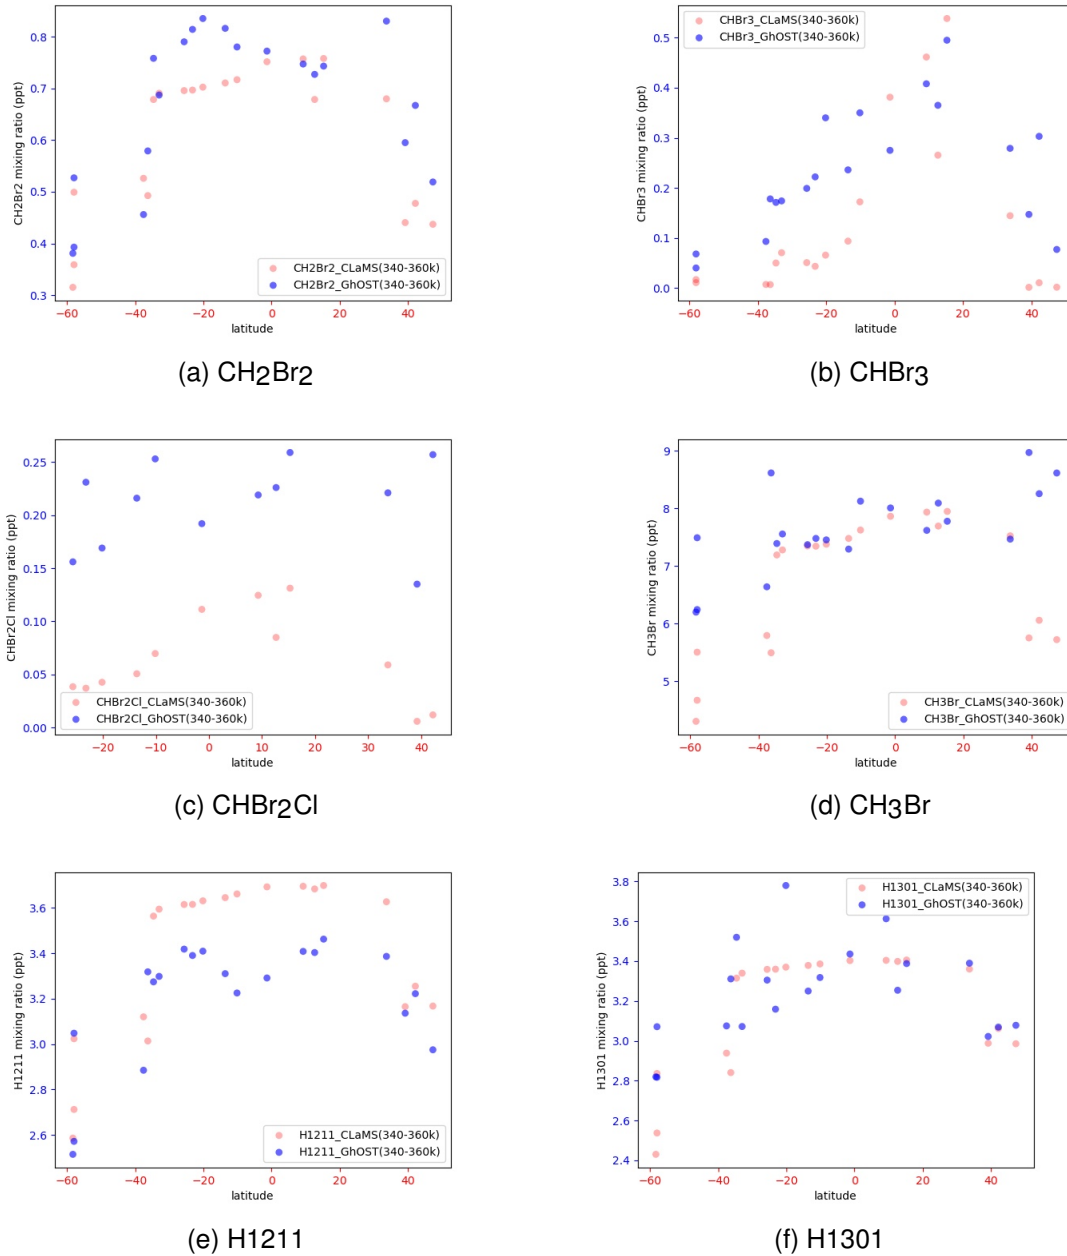 CH2Br2 mixing ratio (ppt)
0.8
0.7
0.6
0.5
0.4
0.3
CH2Br2_CLaMS(340-360k)
CH2Br2_GhOST(340-360k)
−60 −40 −20 0 20 40
latitude
(a) CH2Br2
CHBr3 mixing ratio (ppt)
0.5
0.4
0.3
0.2
0.1
0.0
CHBr3_CLaMS(340-360k)
CHBr3_GhOST(340-360k)
−60 −40 −20 0 20 40
latitude
(b) CHBr3
CHBr2Cl mixing ratio (ppt)
0.25
0.20
0.15
0.10
0.05
0.00
CHBr2Cl_CLaMS(340-360k)
CHBr2Cl_GhOST(340-360k)
−20 −10 0 10 20 30 40
latitude
(c) CHBr2Cl
CH3Br mixing ratio (ppt)
9
8
7
6
5
CH3Br_CLaMS(340-360k)
CH3Br_GhOST(340-360k)
−60 −40 −20 0 20 40
latitude
(d) CH3Br
H1211 mixing ratio (ppt)
3.6
3.4
3.2
3.0
2.8
2.6
H1211_CLaMS(340-360k)
H1211_GhOST(340-360k)
−60 −40 −20 0 20 40
latitude
(e) H1211
H1301 mixing ratio (ppt)
3.8
3.6
3.4
3.2
3.0
2.8
2.6
2.4
H1301_CLaMS(340-360k)
H1301_GhOST(340-360k)
−60 −40 −20 0 20 40
latitude
(f) H1301